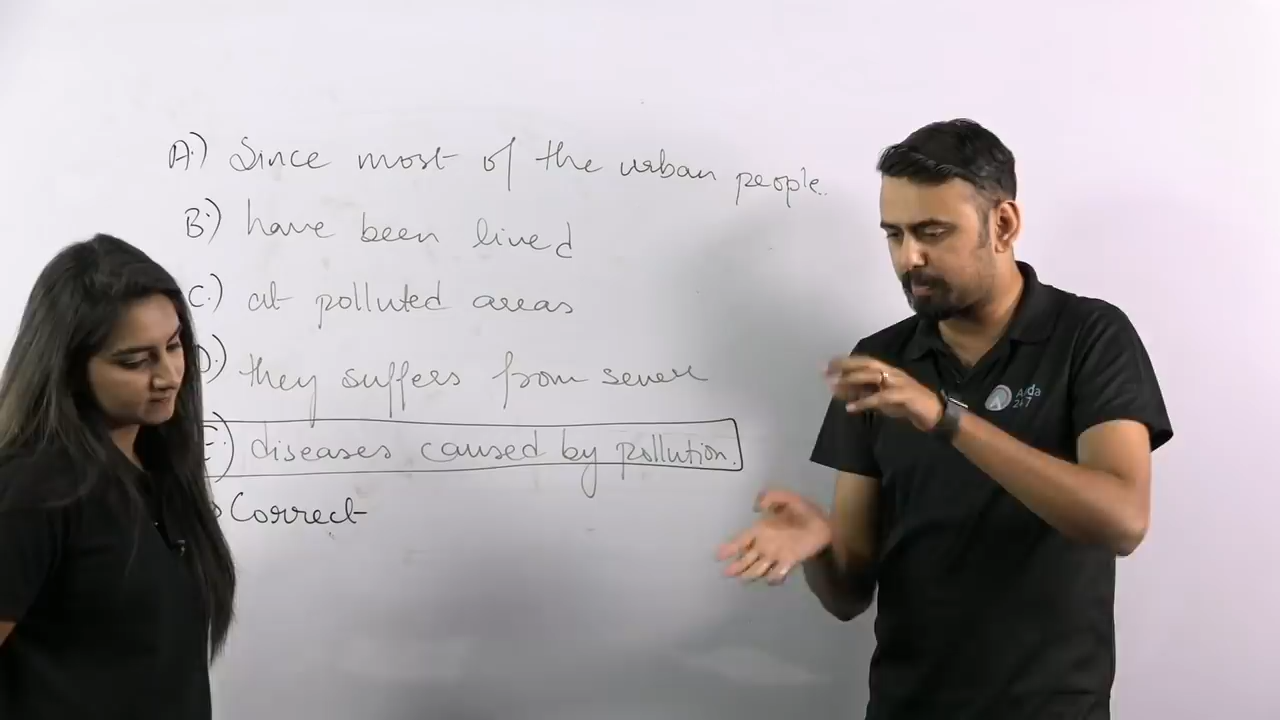 A.) Since most of the urban people..
B.) have been lived
C.) at polluted areas
D.) they suffers from severe
E.) diseases caused by pollution.
Correct
Adda
247